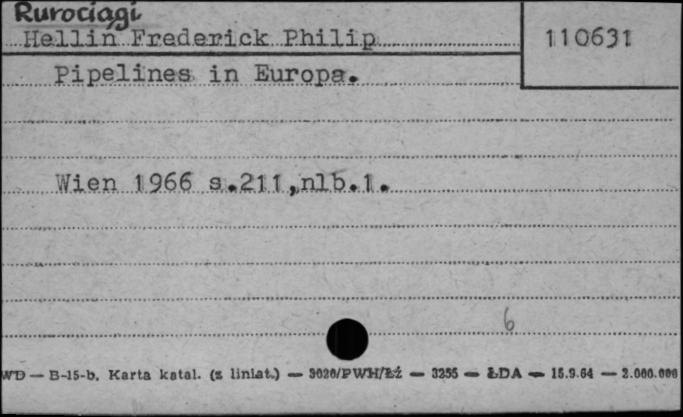 Rurociągi
Hellin Frederick Philip
110631
Pipelines in Europa.
Wien 1966 s.211,nlb.1.
6
WD — B-15-b. Karta katal. (z liniat.) — 3020/PWH/Łź — 3255 — ŁDA — 15.9.64 — 2.000.000